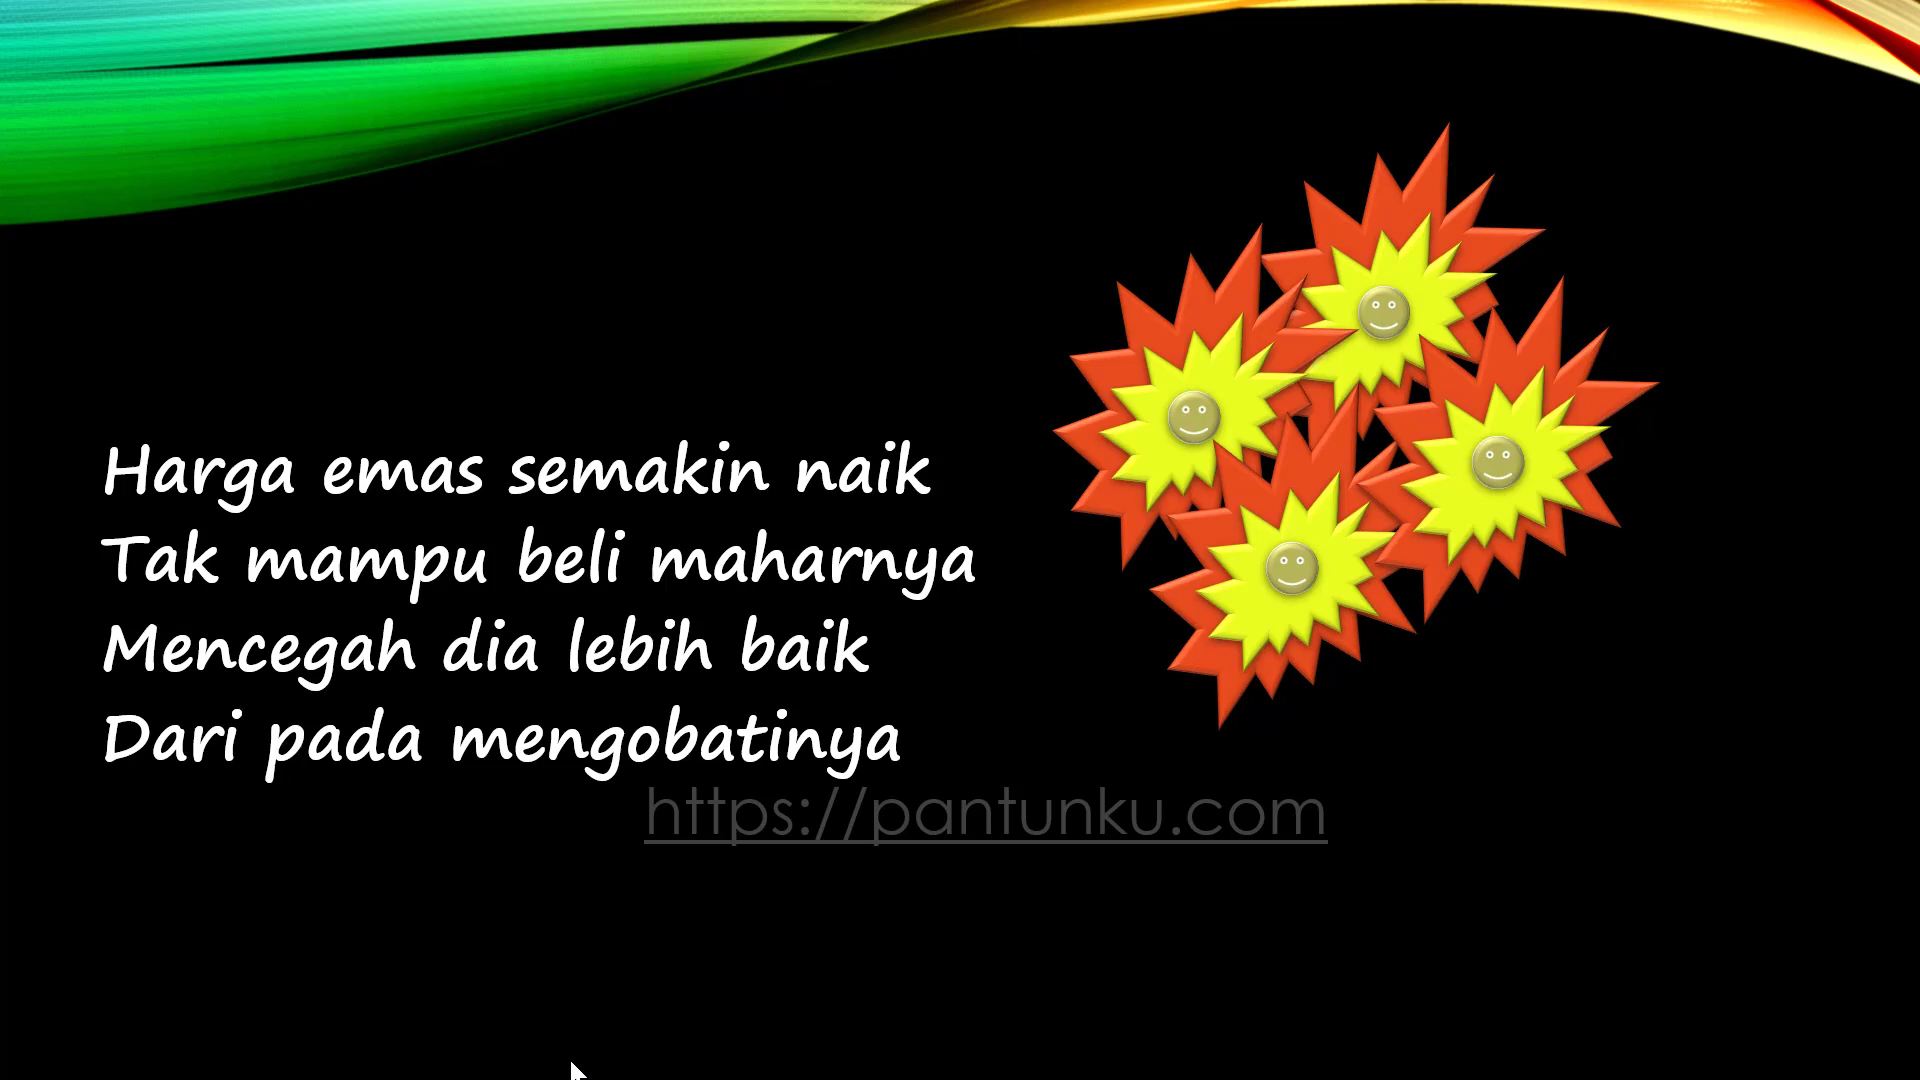 Harga emas semakin naik
Tak mampu beli maharnya
Mencegah dia lebih baik
Dari pada mengobatinya
https://pantunku.com